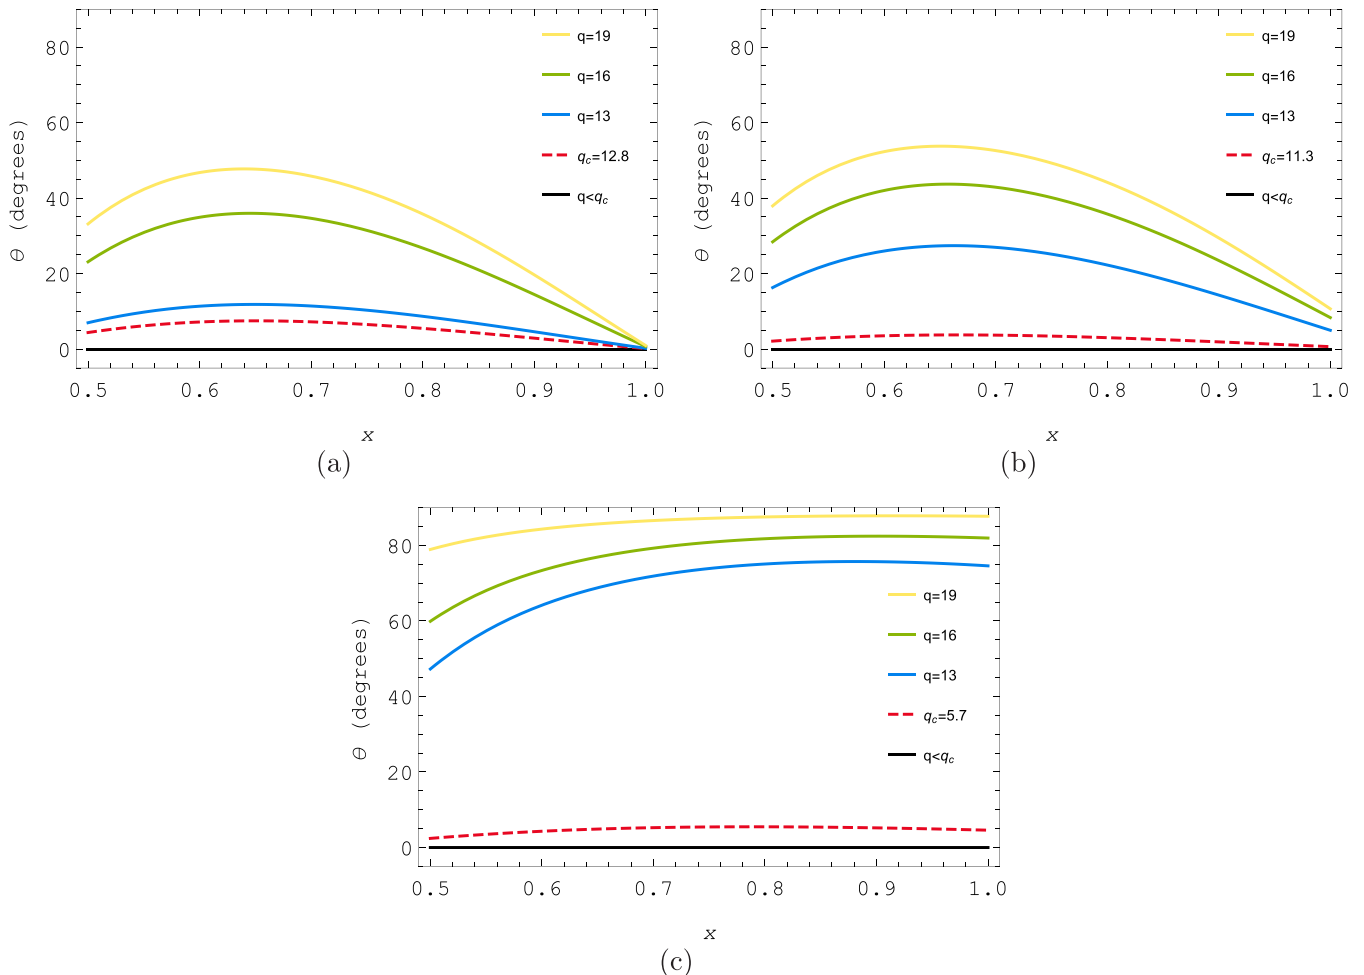 80
60
40
20
0
θ (degrees)
q=19
q=16
q=13
q_c=12.8
q<q_c
0.5 0.6 0.7 0.8 0.9 1.0
x
(a)
80
60
40
20
0
θ (degrees)
q=19
q=16
q=13
q_c=11.3
q<q_c
0.5 0.6 0.7 0.8 0.9 1.0
x
(b)
80
60
40
20
0
θ (degrees)
q=19
q=16
q=13
q_c=5.7
q<q_c
0.5 0.6 0.7 0.8 0.9 1.0
x
(c)